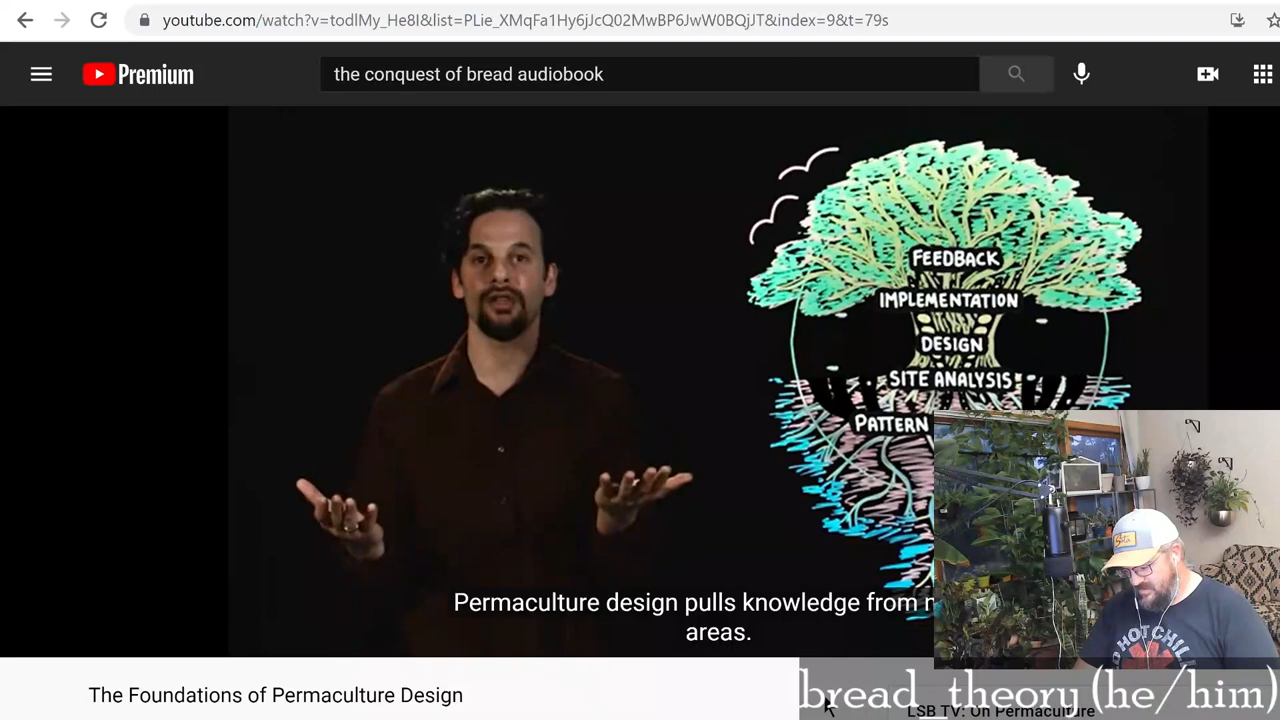 youtube.com/watch?v=todlMy_He8I&list=PLie_XMqFa1Hy6jJcQ02MwBP6JwW0BQjJT&index=9&t=79s
Premium
the conquest of bread audiobook
FEEDBACK
IMPLEMENTATION
DESIGN
SITE ANALYSIS
PATTERN
Permaculture design pulls knowledge from
areas.
HOT CHIL
The Foundations of Permaculture Design
bread_theory (he/him)
LSB TV: On Permaculture